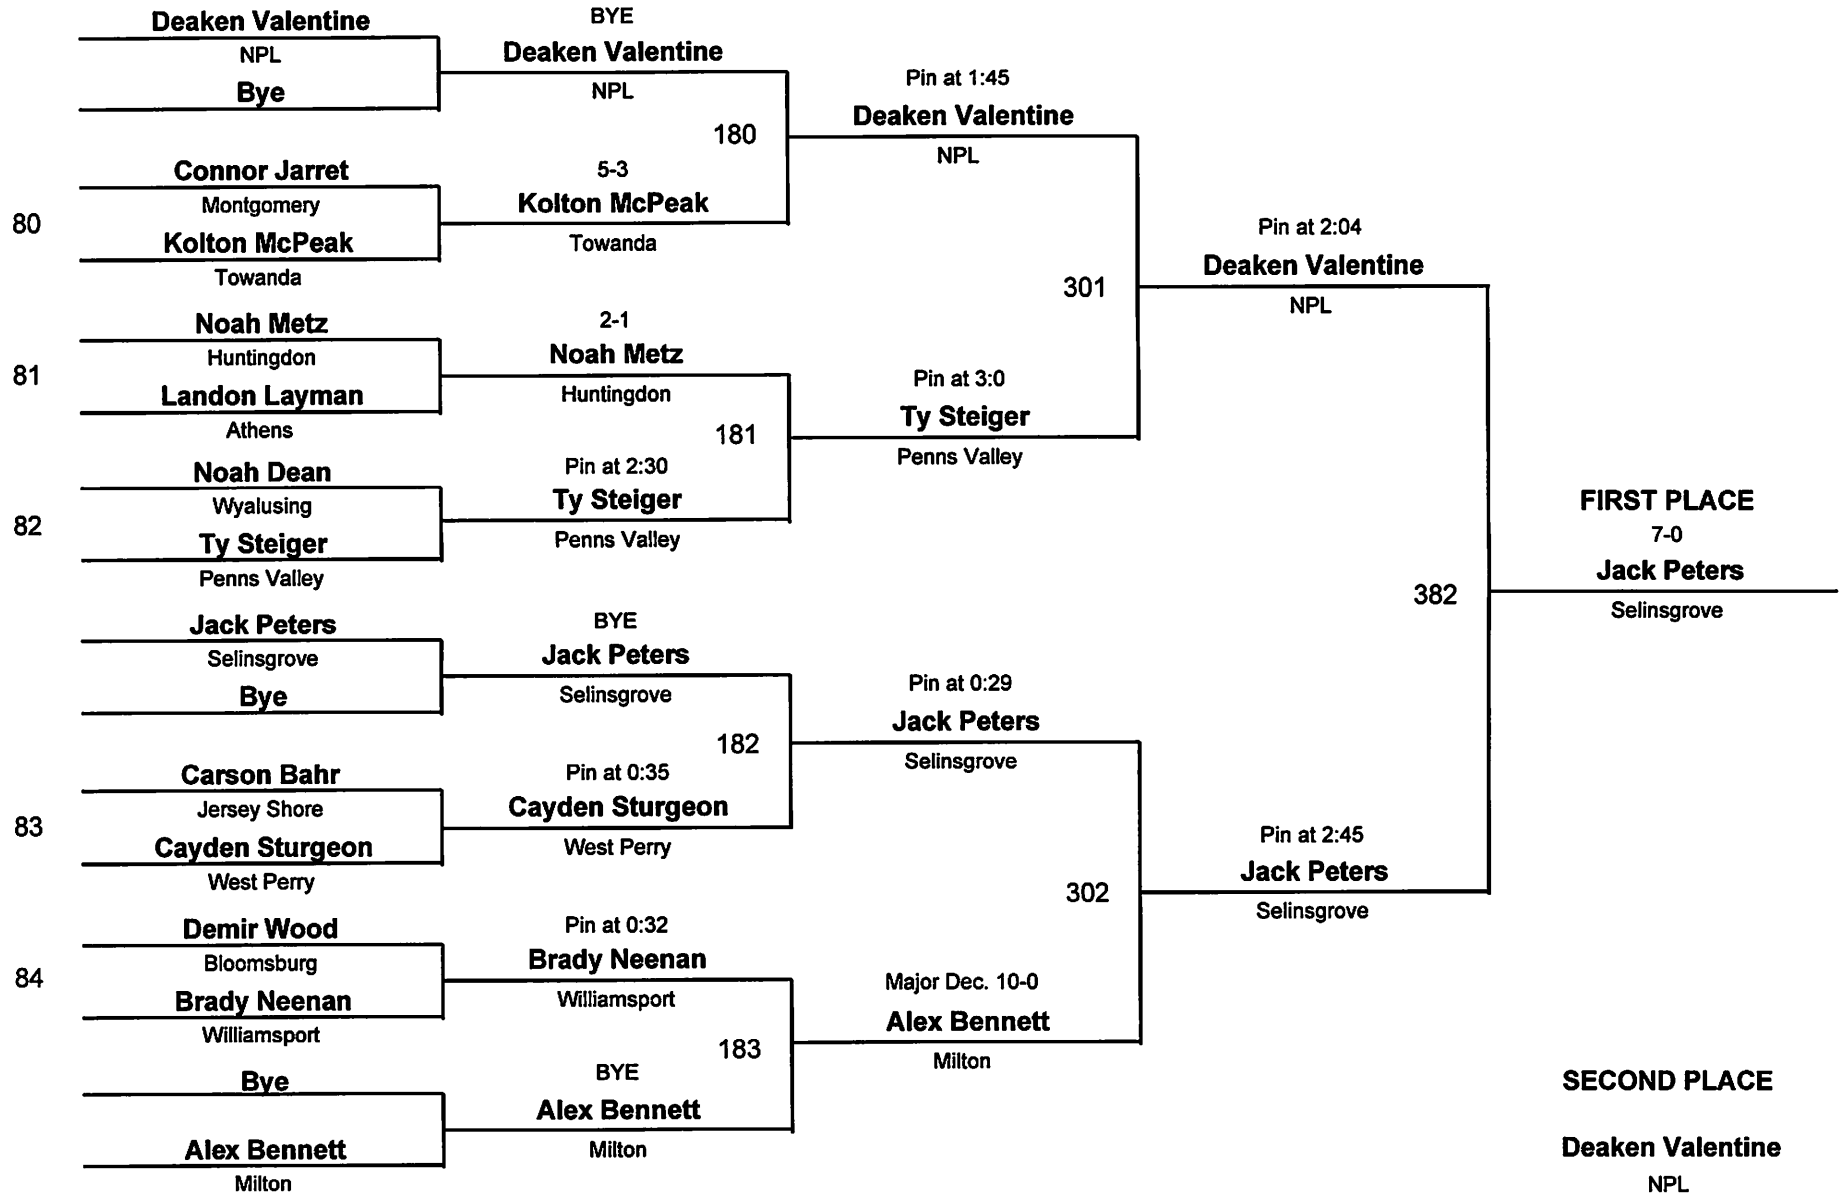 Deaken Valentine
NPL
Bye
80
Connor Jarret
Montgomery
Kolton McPeak
Towanda
81
Noah Metz
Huntingdon
Landon Layman
Athens
82
Noah Dean
Wyalusing
Ty Steiger
Penns Valley
Jack Peters
Selinsgrove
Bye
83
Carson Bahr
Jersey Shore
Cayden Sturgeon
West Perry
84
Demir Wood
Bloomsburg
Brady Neenan
Williamsport
Bye
Alex Bennett
Milton
BYE
Deaken Valentine
NPL
180
5-3
Kolton McPeak
Towanda
2-1
Noah Metz
Huntingdon
181
Pin at 2:30
Ty Steiger
Penns Valley
BYE
Jack Peters
Selinsgrove
182
Pin at 0:35
Cayden Sturgeon
West Perry
Pin at 0:32
Brady Neenan
Williamsport
183
BYE
Alex Bennett
Milton
Pin at 1:45
Deaken Valentine
NPL
301
Pin at 3:0
Ty Steiger
Penns Valley
Pin at 0:29
Jack Peters
Selinsgrove
302
Major Dec. 10-0
Alex Bennett
Milton
Pin at 2:04
Deaken Valentine
NPL
382
Pin at 2:45
Jack Peters
Selinsgrove
FIRST PLACE
7-0
Jack Peters
Selinsgrove
SECOND PLACE
Deaken Valentine
NPL